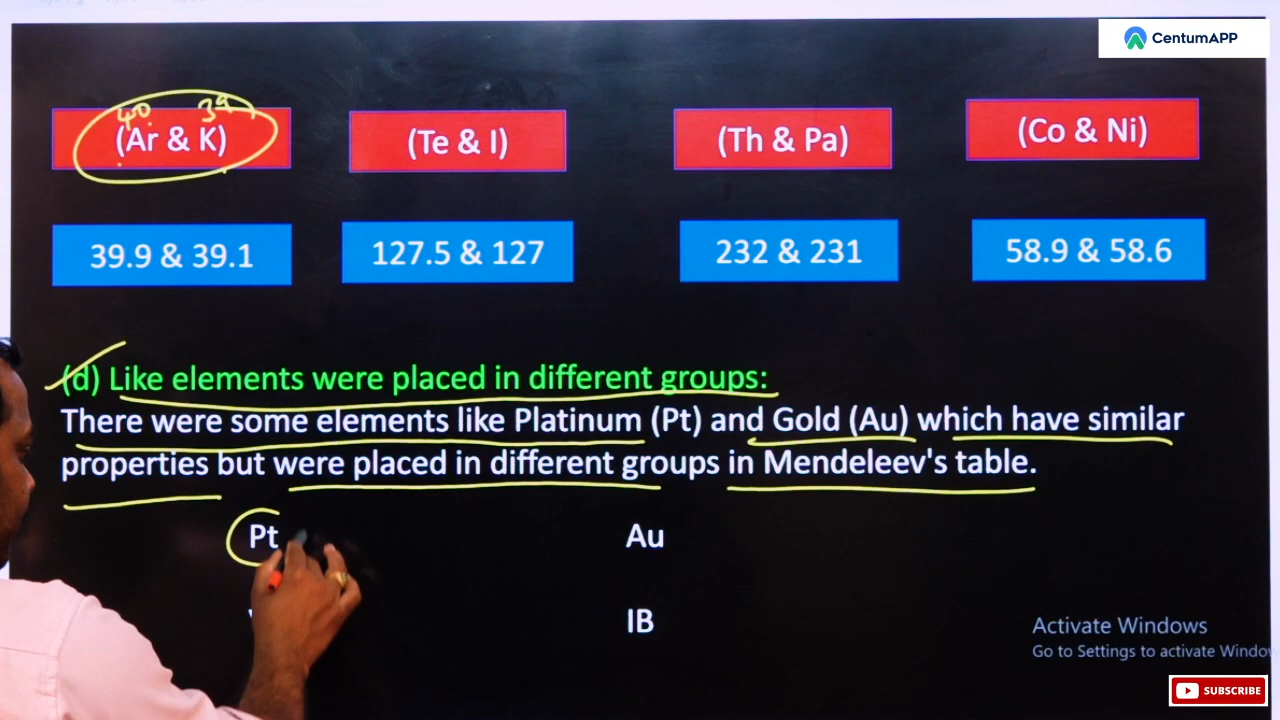 CentumAPP
40 39
(Ar & K) (Te & I) (Th & Pa) (Co & Ni)
39.9 & 39.1 127.5 & 127 232 & 231 58.9 & 58.6
(d) Like elements were placed in different groups:
There were some elements like Platinum (Pt) and Gold (Au) which have similar
properties but were placed in different groups in Mendeleev's table.
Pt Au
IB
Activate Windows
Go to Settings to activate Windo
SUBSCRIBE